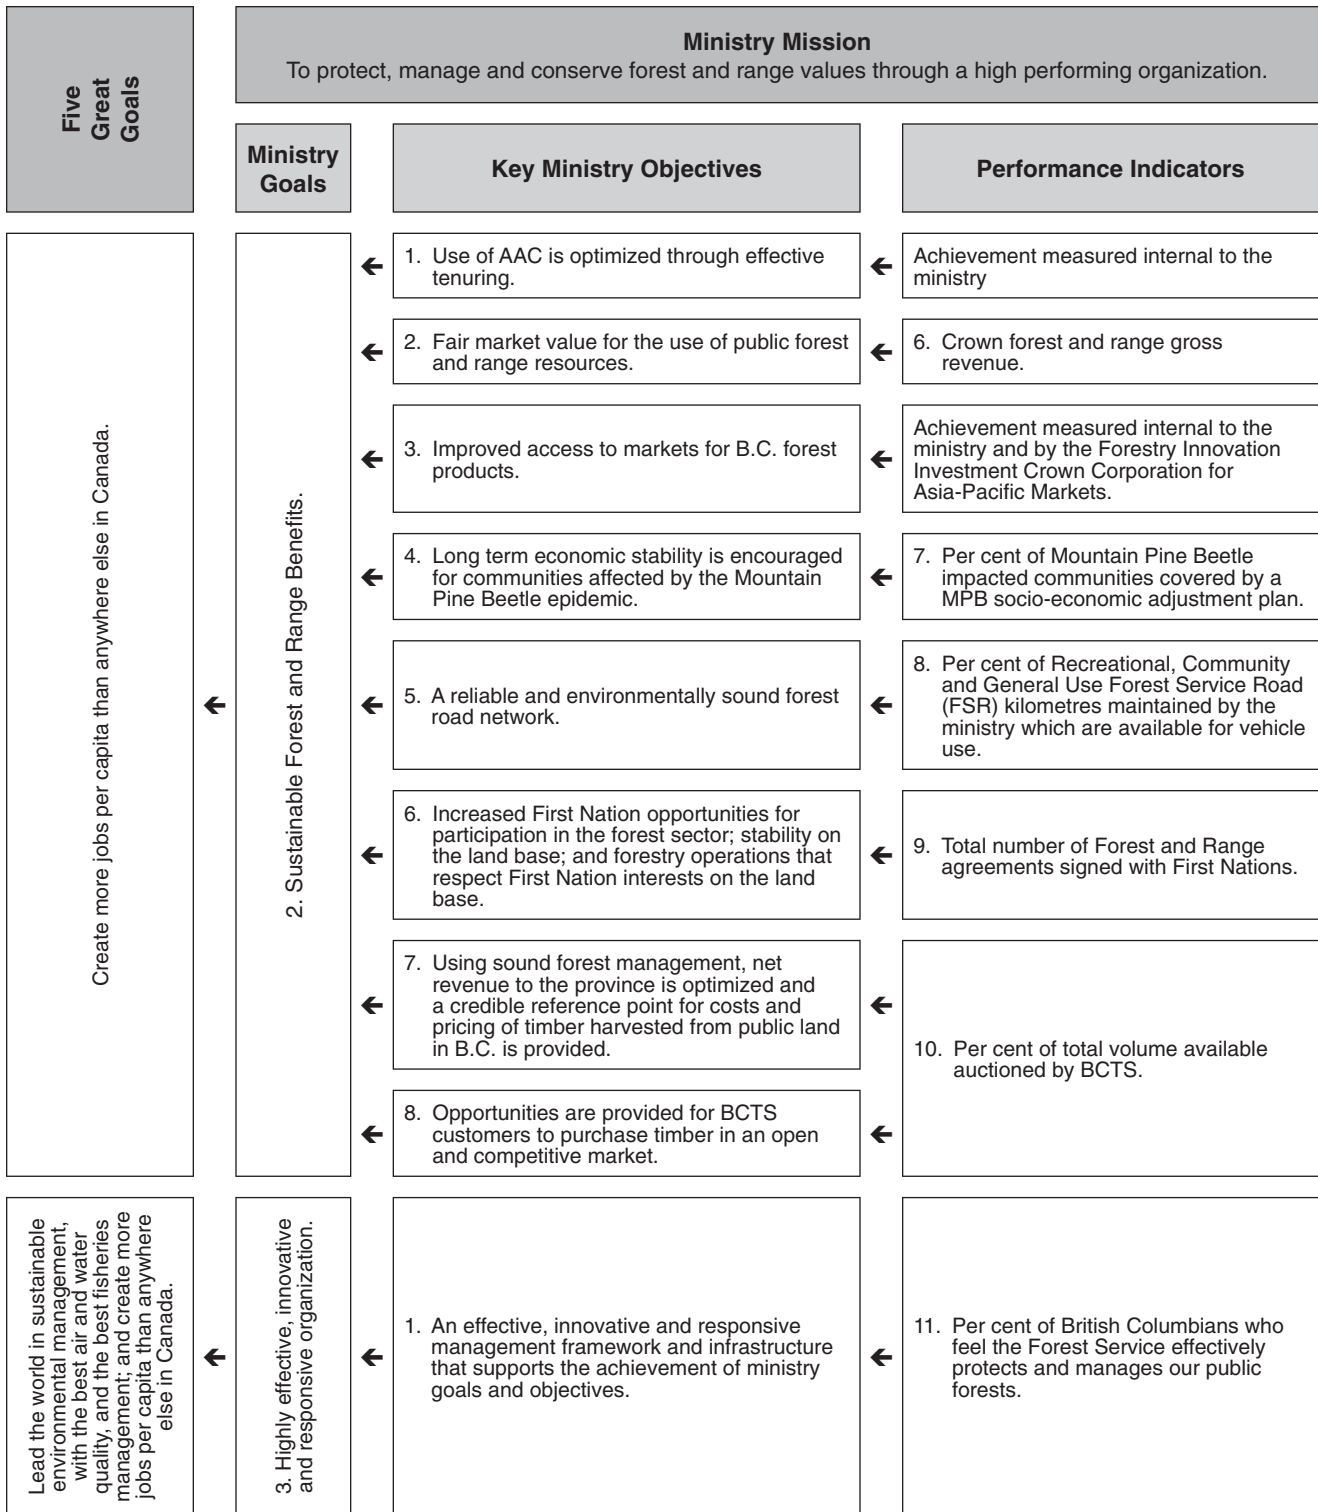 Five
Great
Goals
Ministry Mission
To protect, manage and conserve forest and range values through a high performing organization.
Ministry
Goals
Key Ministry Objectives
Performance Indicators
Create more jobs per capita than anywhere else in Canada.
2. Sustainable Forest and Range Benefits.
1. Use of AAC is optimized through effective
tenuring.
Achievement measured internal to the
ministry
2. Fair market value for the use of public forest
and range resources.
6. Crown forest and range gross
revenue.
3. Improved access to markets for B.C. forest
products.
Achievement measured internal to the
ministry and by the Forestry Innovation
Investment Crown Corporation for
Asia-Pacific Markets.
4. Long term economic stability is encouraged
for communities affected by the Mountain
Pine Beetle epidemic.
7. Per cent of Mountain Pine Beetle
impacted communities covered by a
MPB socio-economic adjustment plan.
5. A reliable and environmentally sound forest
road network.
8. Per cent of Recreational, Community
and General Use Forest Service Road
(FSR) kilometres maintained by the
ministry which are available for vehicle
use.
6. Increased First Nation opportunities for
participation in the forest sector; stability on
the land base; and forestry operations that
respect First Nation interests on the land
base.
9. Total number of Forest and Range
agreements signed with First Nations.
7. Using sound forest management, net
revenue to the province is optimized and
a credible reference point for costs and
pricing of timber harvested from public land
in B.C. is provided.
8. Opportunities are provided for BCTS
customers to purchase timber in an open
and competitive market.
10. Per cent of total volume available
auctioned by BCTS.
Lead the world in sustainable
environmental management,
with the best air and water
quality, and the best fisheries
management; and create more
jobs per capita than anywhere
else in Canada.
3. Highly effective, innovative
and responsive organization.
1. An effective, innovative and responsive
management framework and infrastructure
that supports the achievement of ministry
goals and objectives.
11. Per cent of British Columbians who
feel the Forest Service effectively
protects and manages our public
forests.